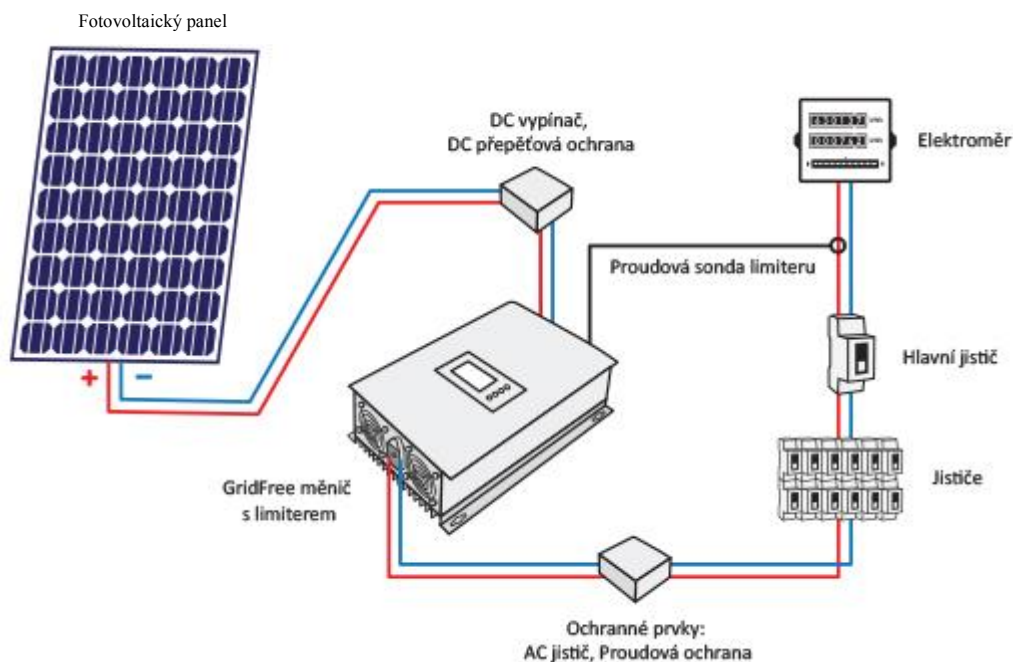 Fotovoltaický panel
DC vypínač,
DC přepěťová ochrana
Elektroměr
Proudová sonda limiteru
Hlavní jistič
+ −
GridFree měnič
s limiterem
Jističe
Ochranné prvky:
AC jistič, Proudová ochrana